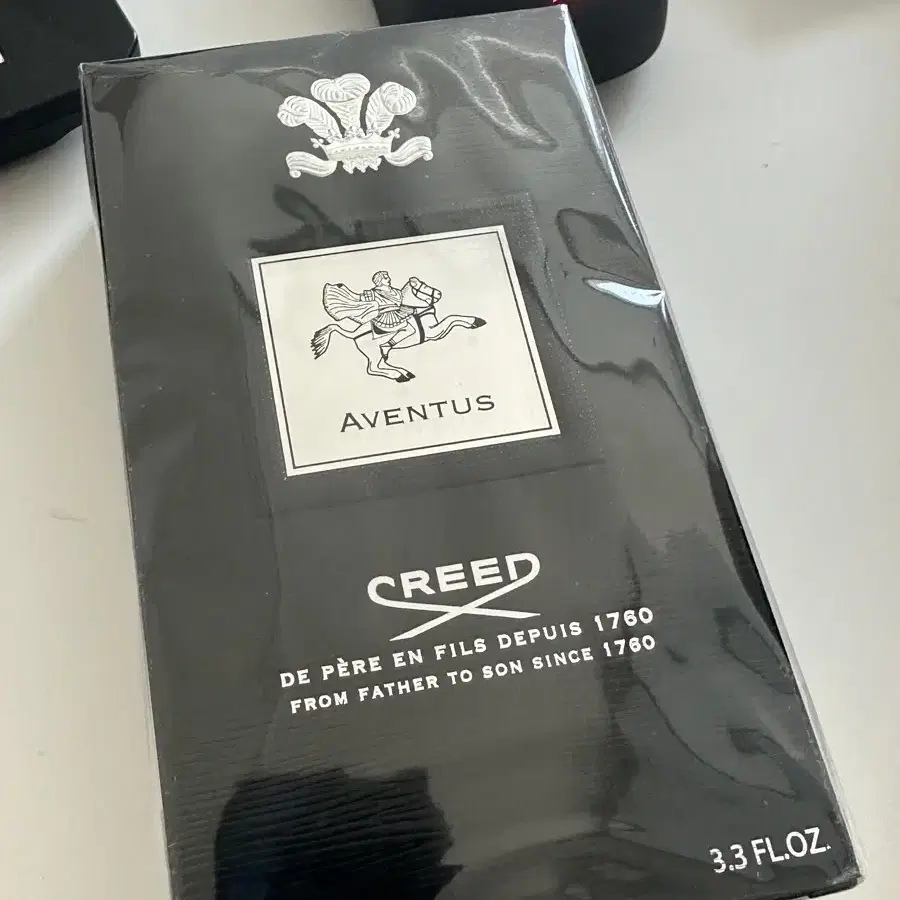 AVENTUS
CREED
DE PÈRE EN FILS DEPUIS 1760
FROM FATHER TO SON SINCE 1760
3.3 FL.OZ.